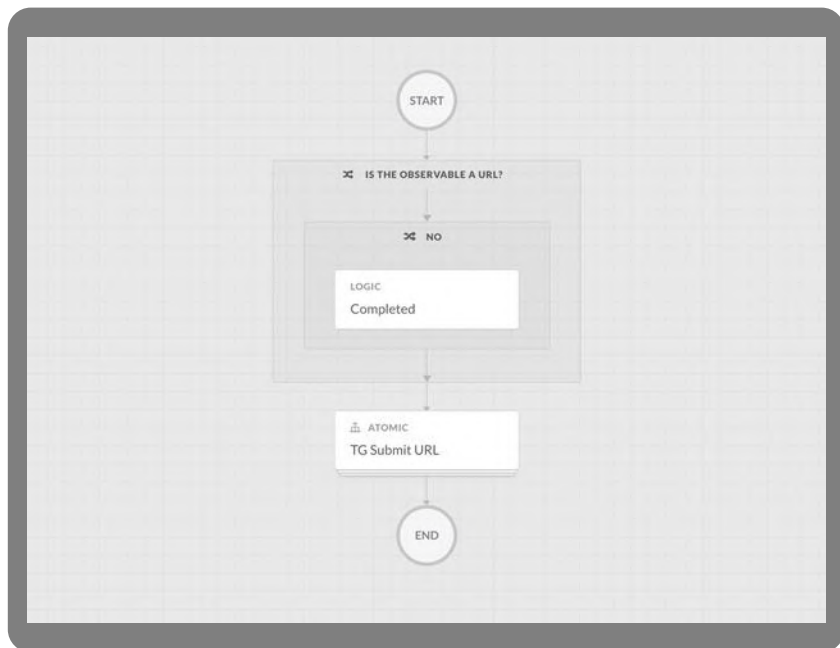 START
IS THE OBSERVABLE A URL?
NO
LOGIC
Completed
ATOMIC
TG Submit URL
END